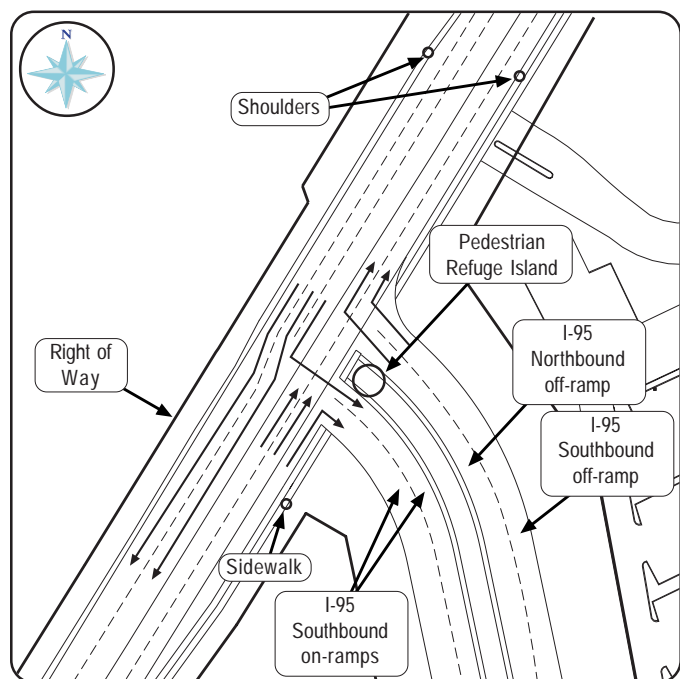 N
Shoulders
Pedestrian
Refuge Island
I-95
Northbound
off-ramp
Right of
Way
I-95
Southbound
off-ramp
Sidewalk
I-95
Southbound
on-ramps